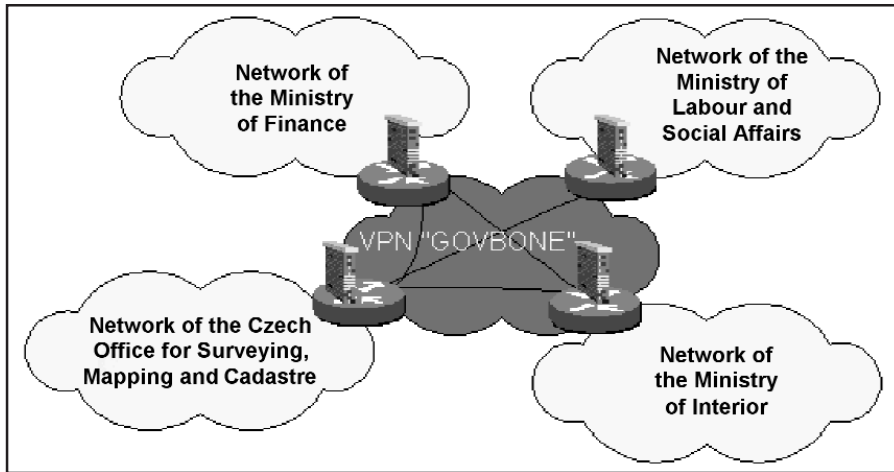 Network of
the Ministry
of Finance
Network of the
Ministry of
Labour and
Social Affairs
VPN "GOVBONE"
Network of the Czech
Office for Surveying,
Mapping and Cadastre
Network of
the Ministry
of Interior